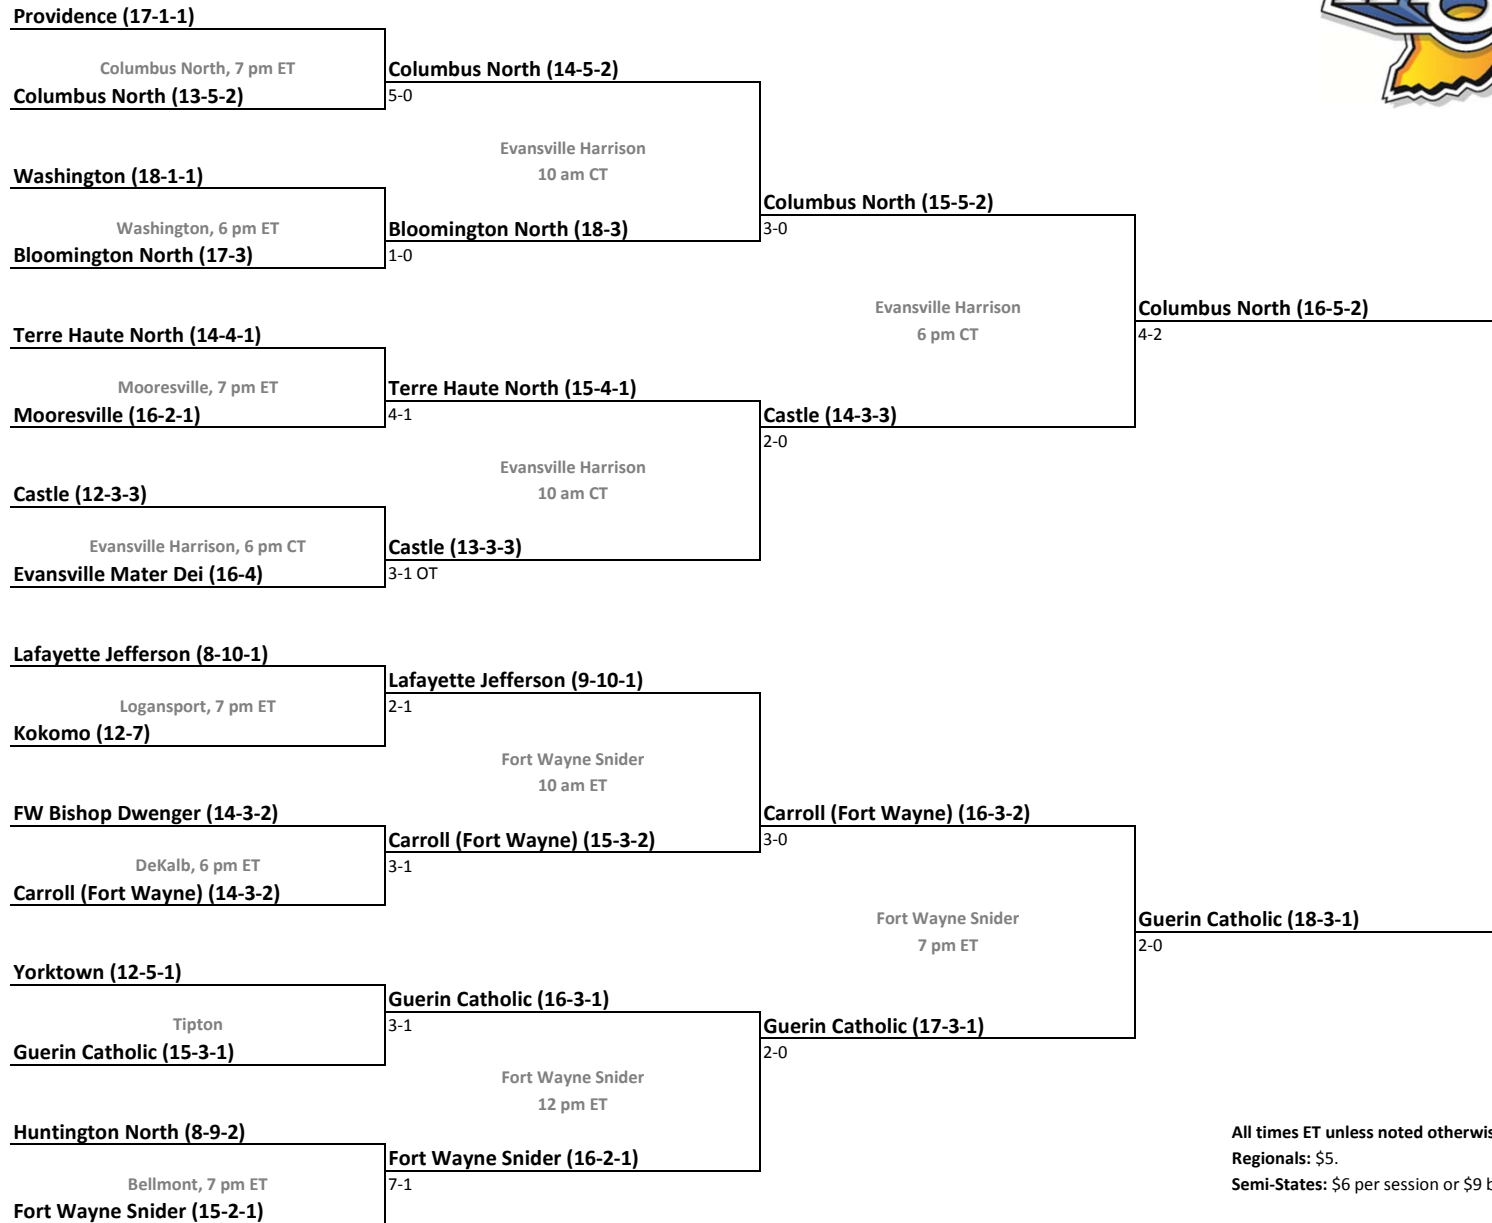 Providence (17-1-1)
Columbus North, 7 pm ET
Columbus North (14-5-2)
Columbus North (13-5-2)
5-0
Evansville Harrison
Washington (18-1-1)
10 am CT
Columbus North (15-5-2)
Washington, 6 pm ET
Bloomington North (18-3)
3-0
Bloomington North (17-3)
1-0
Evansville Harrison
Columbus North (16-5-2)
Terre Haute North (14-4-1)
6 pm CT
4-2
Mooresville, 7 pm ET
Terre Haute North (15-4-1)
Mooresville (16-2-1)
4-1
Castle (14-3-3)
2-0
Evansville Harrison
Castle (12-3-3)
10 am CT
Evansville Harrison, 6 pm CT
Castle (13-3-3)
Evansville Mater Dei (16-4)
3-1 OT
Lafayette Jefferson (8-10-1)
Lafayette Jefferson (9-10-1)
Logansport, 7 pm ET
2-1
Kokomo (12-7)
Fort Wayne Snider
10 am ET
FW Bishop Dwenger (14-3-2)
Carroll (Fort Wayne) (16-3-2)
Carroll (Fort Wayne) (15-3-2)
3-0
DeKalb, 6 pm ET
3-1
Carroll (Fort Wayne) (14-3-2)
Fort Wayne Snider
Guerin Catholic (18-3-1)
7 pm ET
2-0
Yorktown (12-5-1)
Guerin Catholic (16-3-1)
Tipton
3-1
Guerin Catholic (17-3-1)
Guerin Catholic (15-3-1)
2-0
Fort Wayne Snider
12 pm ET
Huntington North (8-9-2)
All times ET unless noted
Fort Wayne Snider (16-2-1)
Regionals: $5.
Bellmont, 7 pm ET
7-1
Semi-States: $6 per session or $9
Fort Wayne Snider (15-2-1)